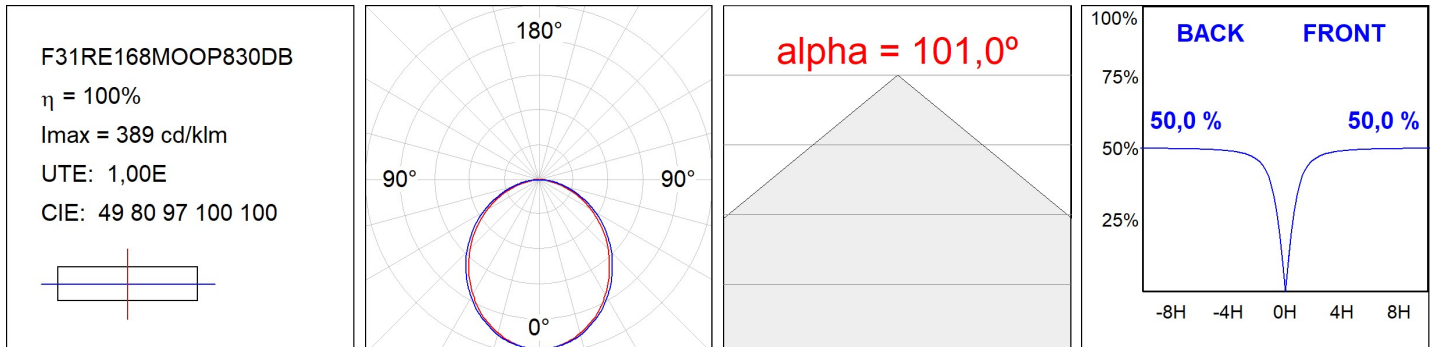 F31RE168MOOP830DB
η = 100%
Imax = 389 cd/klm
UTE: 1,00E
CIE: 49 80 97 100 100
180°
90° 90°
0°
alpha = 101,0º
100%
BACK FRONT
75%
50,0 % 50,0 %
50%
25%
-8H -4H 0H 4H 8H